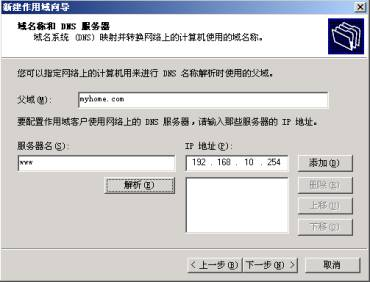 新建作用域向导
域名称和 DNS 服务器
域名系统 (DNS) 映射并转换网络上的计算机使用的域名称。
您可以指定网络上的计算机用来进行 DNS 名称解析时使用的父域。
父域(M): myhome.com
要配置作用域客户使用网络上的 DNS 服务器，请输入那些服务器的 IP 地址。
服务器名(S): IP 地址(P):
www 192 .168 . 10 . 254 添加(D)
解析(E) 删除(R)
上移(U)
下移(O)
< 上一步(B) 下一步(N) > 取消